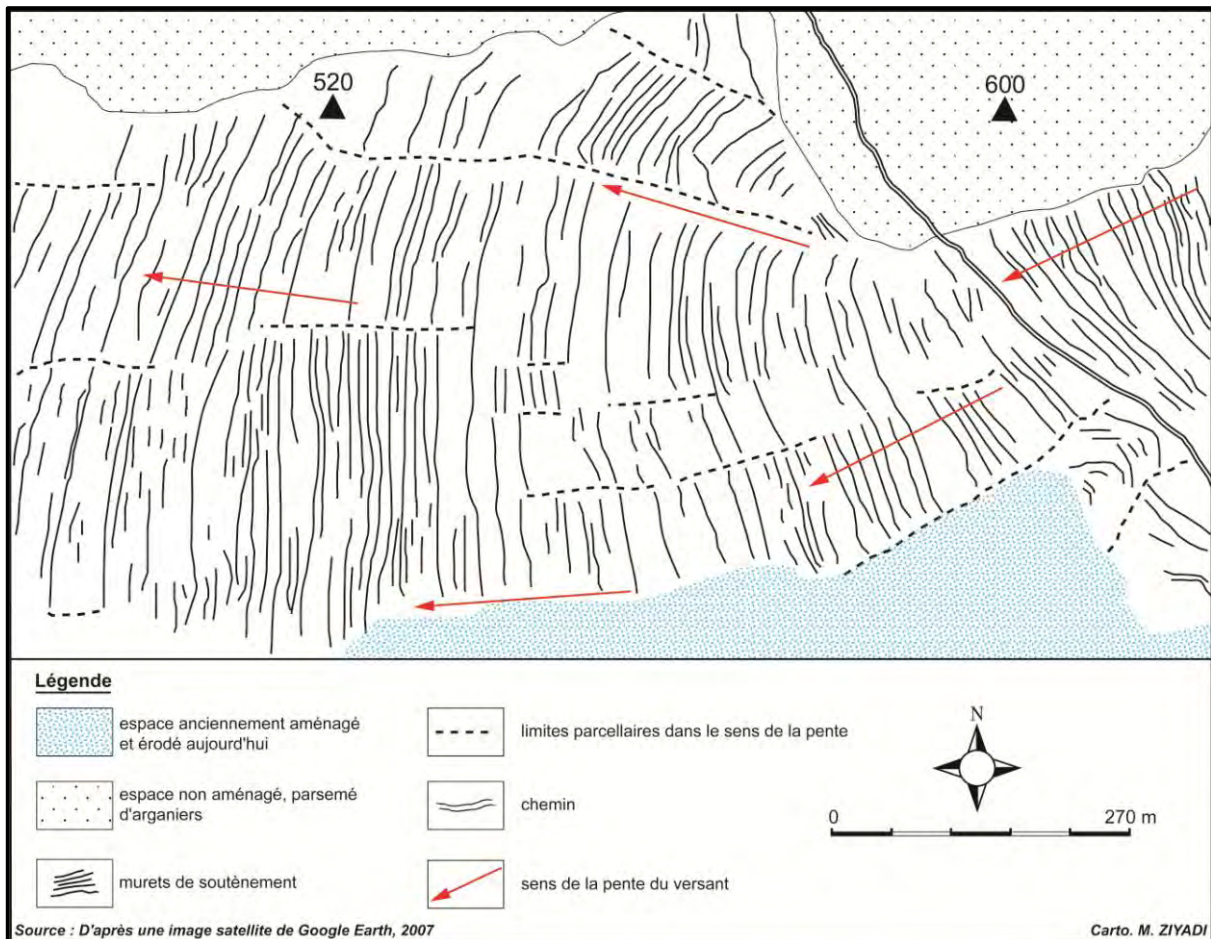 520
600
Légende
espace anciennement aménagé
et érodé aujourd'hui
espace non aménagé, parsemé
d'arganiers
murets de soutènement
limites parcellaires dans le sens de la pente
chemin
sens de la pente du versant
N
0 270 m
Source : D'après une image satellite de Google Earth, 2007
Carto. M. ZIYADI